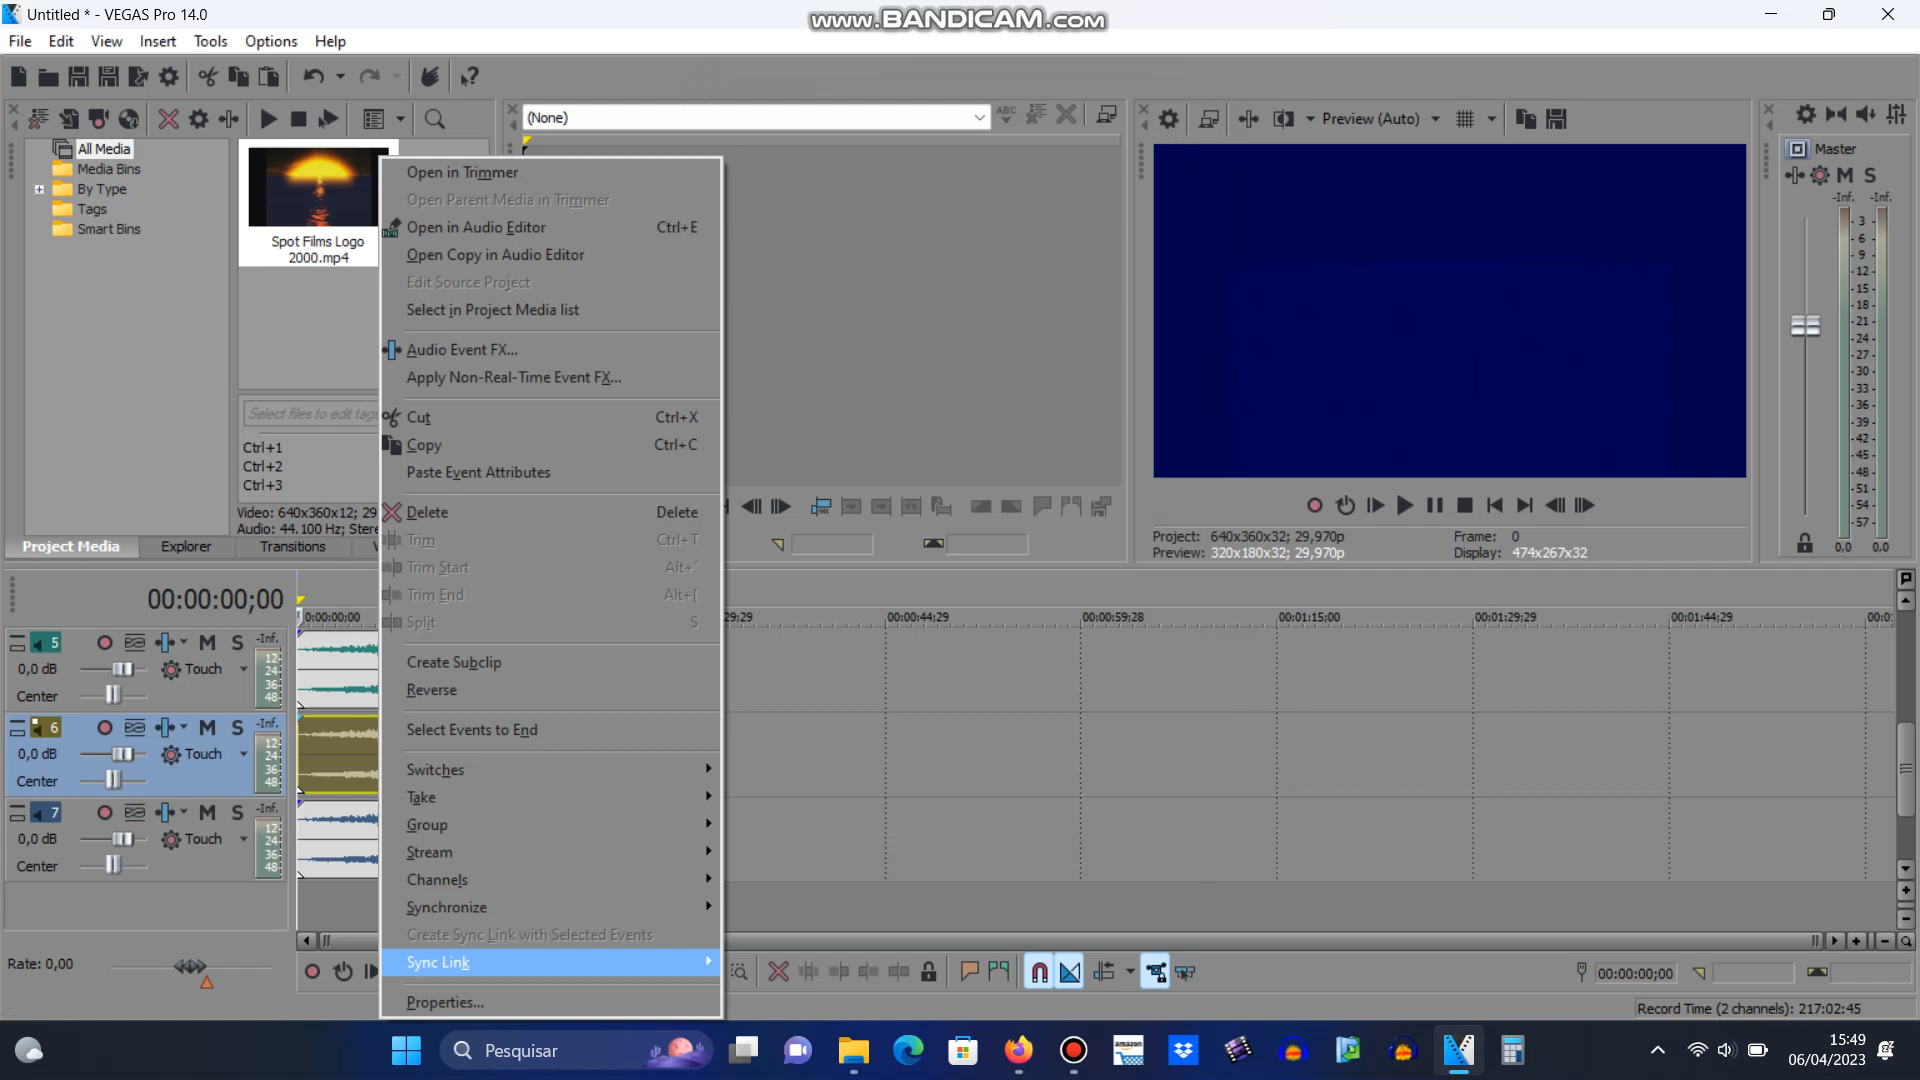 Untitled * - VEGAS Pro 14.0
www.BANDICAM.com
File Edit View Insert Tools Options Help
(None)
Preview (Auto)
All Media
Media Bins
By Type
Tags
Smart Bins
Spot Films Logo
2000.mp4
Select files to edit tags
Ctrl+1
Ctrl+2
Ctrl+3
Video: 640x360x12; 29,
Audio: 44.100 Hz; Stere
Project Media Explorer Transitions
Open in Trimmer
Open Parent Media in Trimmer
Open in Audio Editor Ctrl+E
Open Copy in Audio Editor
Edit Source Project
Select in Project Media list
Audio Event FX...
Apply Non-Real-Time Event FX...
Cut Ctrl+X
Copy Ctrl+C
Paste Event Attributes
Delete Delete
Trim Ctrl+T
Trim Start Alt+´
Trim End Alt+[
Split S
Create Subclip
Reverse
Select Events to End
Switches
Take
Group
Stream
Channels
Synchronize
Create Sync Link with Selected Events
Sync Link
Properties...
Project: 640x360x32; 29,970p
Preview: 320x180x32; 29,970p
Frame: 0
Display: 474x267x32
Master
M S
-Inf. -Inf.
- 3 -
- 6 -
- 9 -
-12-
-15-
-18-
-21-
-24-
-27-
-30-
-33-
-36-
-39-
-42-
-45-
-48-
-51-
-54-
-57-
0,0 0,0
00:00:00;00
0:00:00;00 29;29 00:00:44;29 00:00:59;28 00:01:15;00 00:01:29;29 00:01:44;29 00:0
5 M S -Inf.
0,0 dB Touch
Center
12
24
36
48
6 M S -Inf.
0,0 dB Touch
Center
12
24
36
48
7 M S -Inf.
0,0 dB Touch
Center
12
24
36
48
Rate: 0,00
00:00:00;00
Record Time (2 channels): 217:02:45
Pesquisar
amazon
15:49
06/04/2023